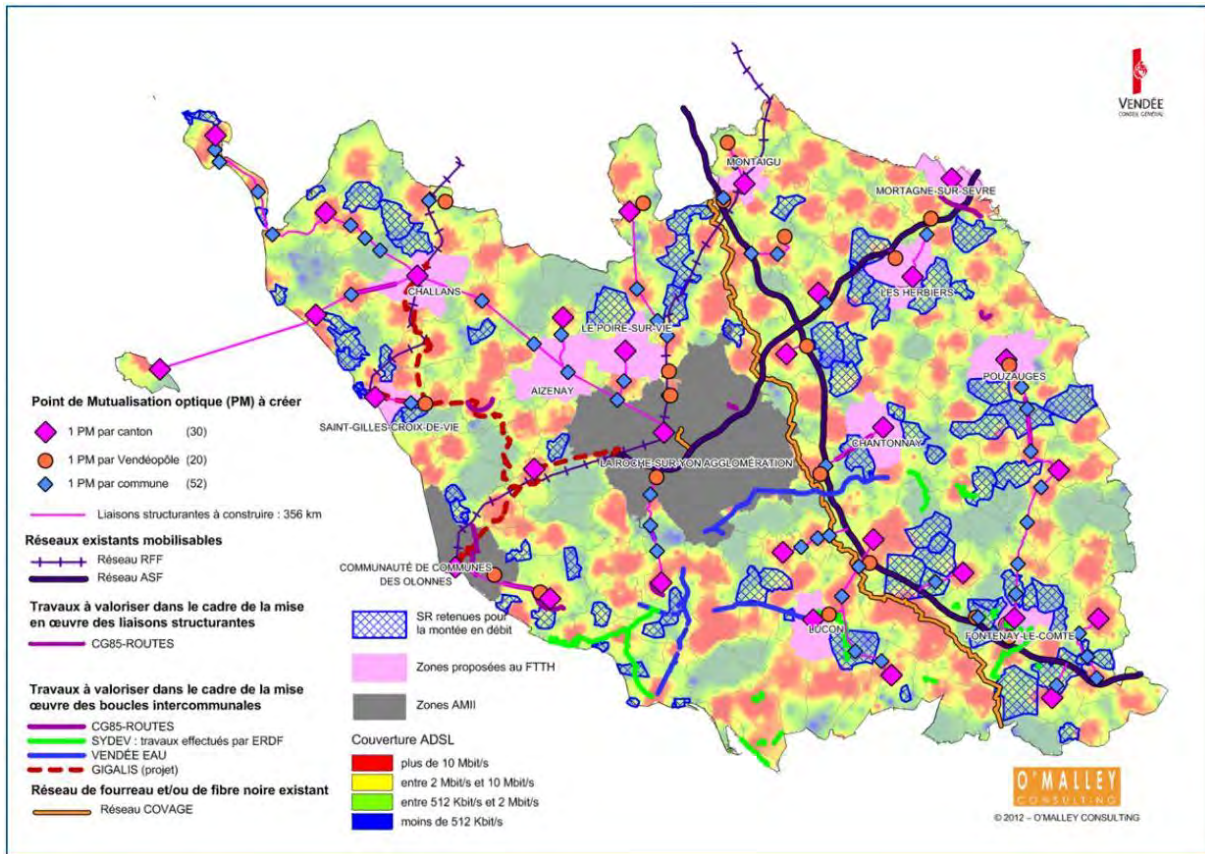 VENDÉE
CONSEIL GÉNÉRAL
MONTAIGU
MORTAGNE-SUR-SEVRE
CHALLANS
LES HERBIERS
LE POIRE-SUR-VIE
AIZENAY
POUZAUGES
SAINT-GILLES-CROIX-DE-VIE
CHANTONNAY
LA ROCHE-SUR-YON AGGLOMÉRATION
COMMUNAUTÉ DE COMMUNES
DES OLONNES
LUCON
FONTENAY-LE-COMTE
Point de Mutualisation optique (PM) à créer
1 PM par canton (30)
1 PM par Vendéopôle (20)
1 PM par commune (52)
Liaisons structurantes à construire : 356 km
Réseaux existants mobilisables
Réseau RFF
Réseau ASF
Travaux à valoriser dans le cadre de la mise
en œuvre des liaisons structurantes
CG85-ROUTES
Travaux à valoriser dans le cadre de la mise
œuvre des boucles intercommunales
CG85-ROUTES
SYDEV : travaux effectués par ERDF
VENDÉE EAU
GIGALIS (projet)
Réseau de fourreau et/ou de fibre noire existant
Réseau COVAGE
SR retenues pour
la montée en débit
Zones proposées au FTTH
Zones AMII
Couverture ADSL
plus de 10 Mbit/s
entre 2 Mbit/s et 10 Mbit/s
entre 512 Kbit/s et 2 Mbit/s
moins de 512 Kbit/s
O'MALLEY
CONSULTING
© 2012 – O'MALLEY CONSULTING